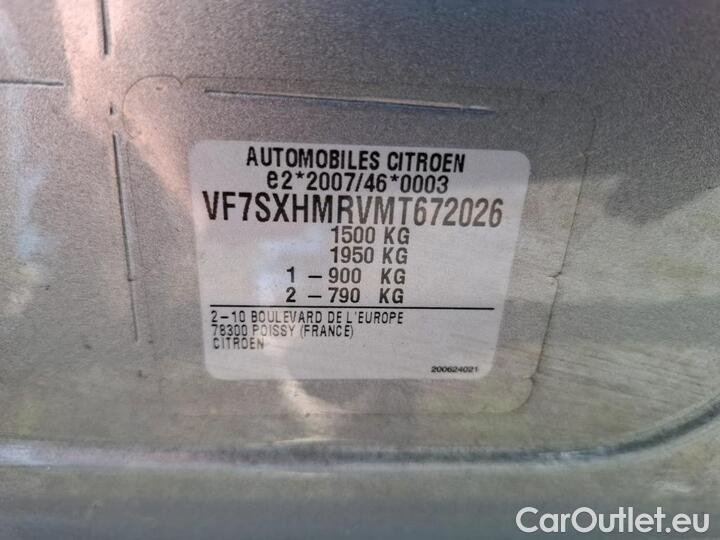 AUTOMOBILES CITROEN
e2*2007/46*0003
VF7SXHMRVMT672026
1500 KG
1950 KG
1 – 900 KG
2 – 790 KG
2–10 BOULEVARD DE L'EUROPE
78300 POISSY (FRANCE)
CITROEN
200624021
CarOutlet.eu